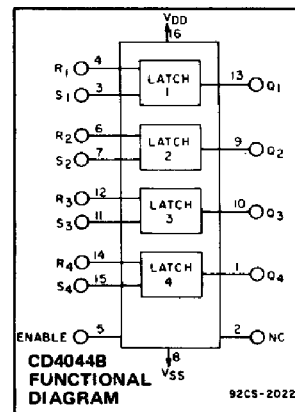 VDD
16
R1 4
S1 3
LATCH
1
13 Q1
R2 6
S2 7
LATCH
2
9 Q2
R3 12
S3 11
LATCH
3
10 Q3
R4 14
S4 15
LATCH
4
1 Q4
ENABLE 5
2 NC
8
VSS
CD4044B
FUNCTIONAL
DIAGRAM
92CS-2022